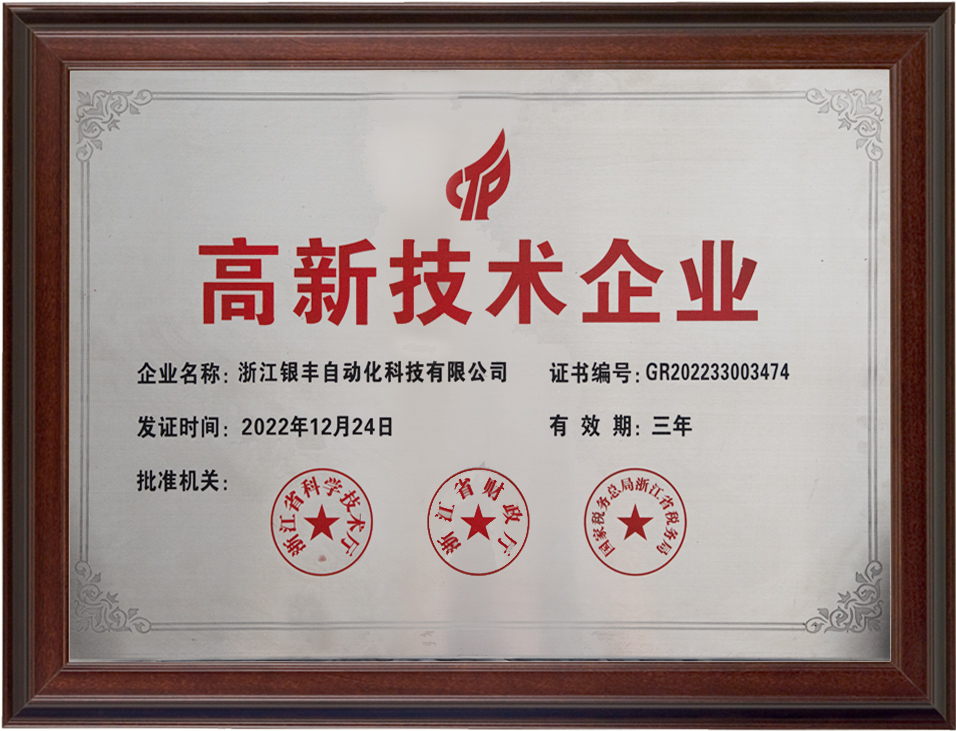 CTP
高新技术企业
企业名称：浙江银丰自动化科技有限公司 证书编号：GR202233003474
发证时间：2022年12月24日 有效期：三年
批准机关：
浙江省科学技术厅
浙江省财政厅
国家税务总局浙江省税务局